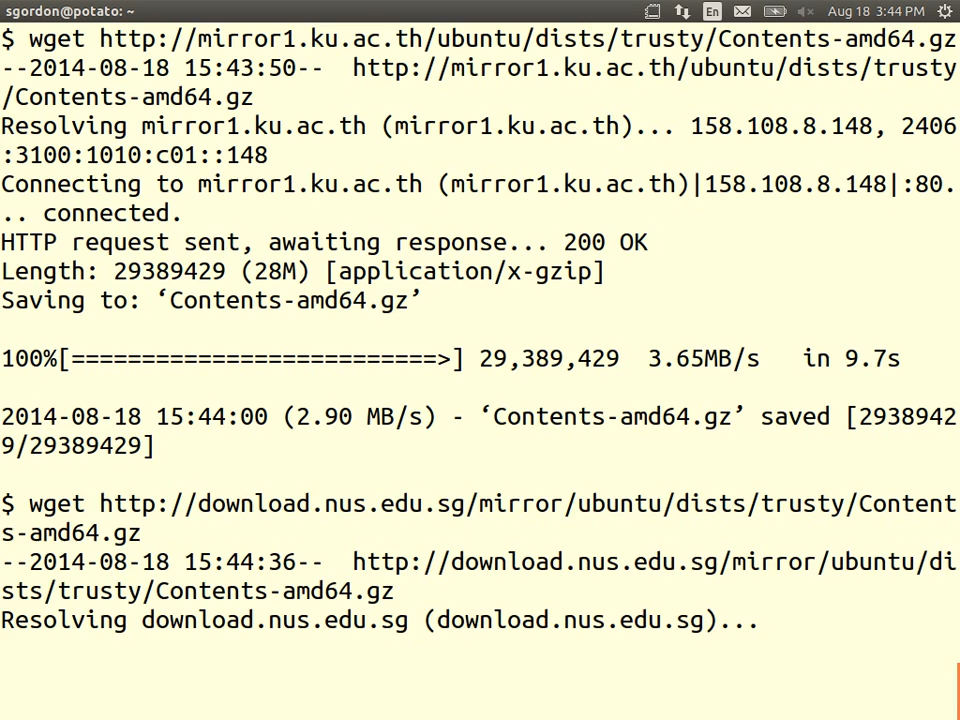 sgordon@potato: ~
En
Aug 18 3:44 PM
$ wget http://mirror1.ku.ac.th/ubuntu/dists/trusty/Contents-amd64.gz
--2014-08-18 15:43:50--  http://mirror1.ku.ac.th/ubuntu/dists/trusty
/Contents-amd64.gz
Resolving mirror1.ku.ac.th (mirror1.ku.ac.th)... 158.108.8.148, 2406
:3100:1010:c01::148
Connecting to mirror1.ku.ac.th (mirror1.ku.ac.th)|158.108.8.148|:80.
.. connected.
HTTP request sent, awaiting response... 200 OK
Length: 29389429 (28M) [application/x-gzip]
Saving to: ‘Contents-amd64.gz’
100%[==========================>] 29,389,429  3.65MB/s   in 9.7s
2014-08-18 15:44:00 (2.90 MB/s) - ‘Contents-amd64.gz’ saved [2938942
9/29389429]
$ wget http://download.nus.edu.sg/mirror/ubuntu/dists/trusty/Content
s-amd64.gz
--2014-08-18 15:44:36--  http://download.nus.edu.sg/mirror/ubuntu/di
sts/trusty/Contents-amd64.gz
Resolving download.nus.edu.sg (download.nus.edu.sg)...